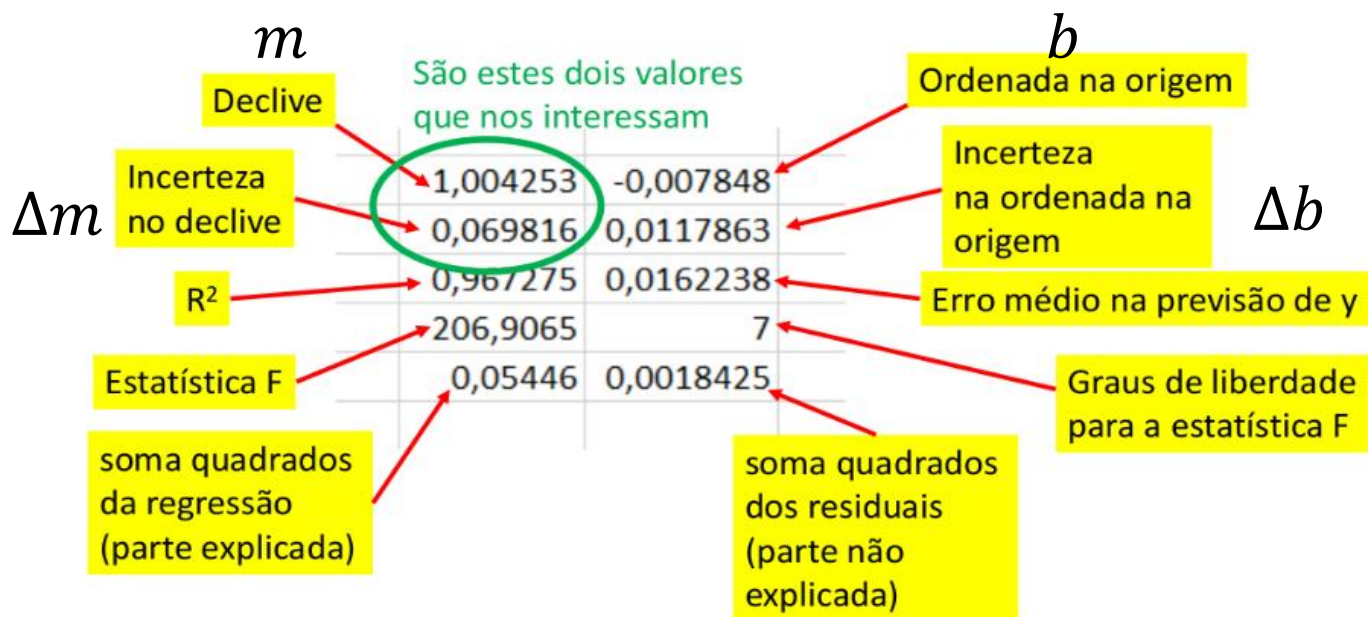 m
b
Declive
São estes dois valores
que nos interessam
Ordenada na origem
Δm
Incerteza
no declive
1,004253 -0,007848
0,069816 0,0117863
0,967275 0,0162238
206,9065 7
0,05446 0,0018425
Incerteza
na ordenada na
origem
Δb
R²
Erro médio na previsão de y
Estatística F
Graus de liberdade
para a estatística F
soma quadrados
da regressão
(parte explicada)
soma quadrados
dos residuais
(parte não
explicada)